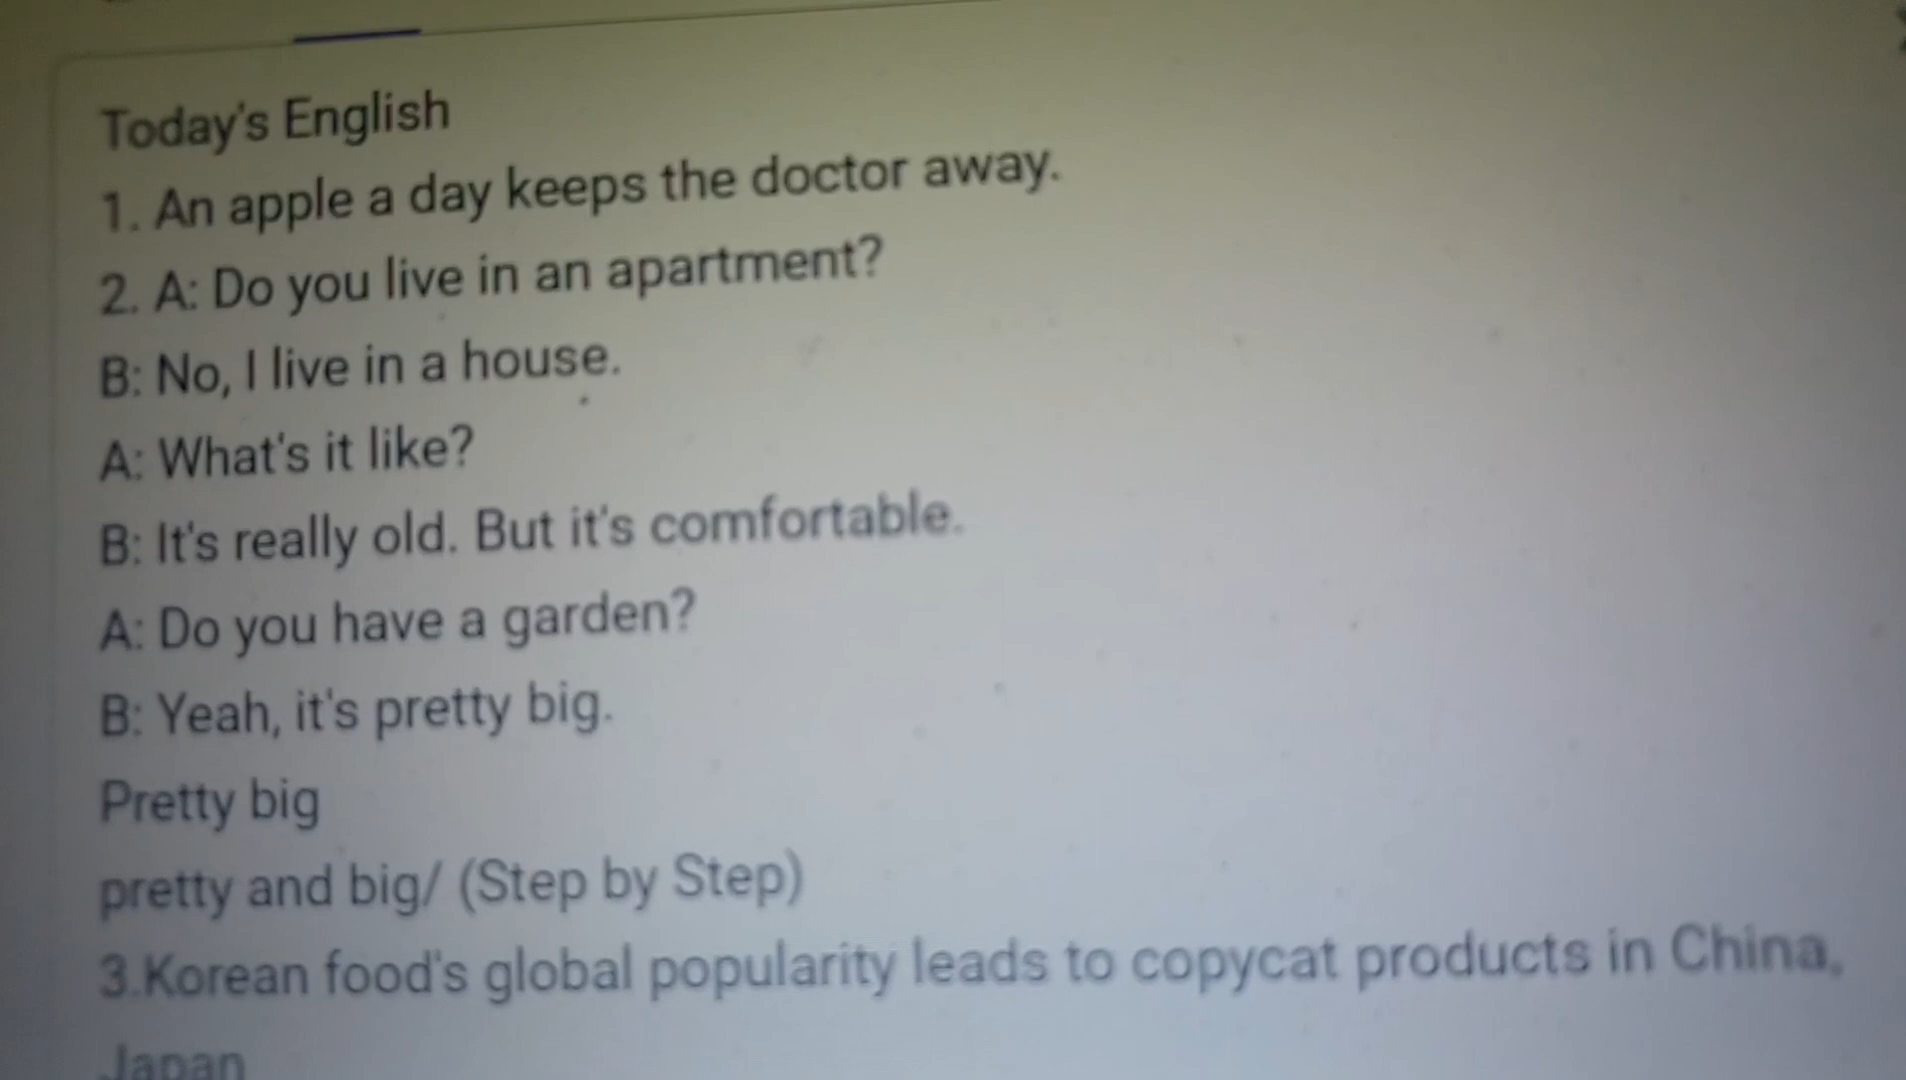 Today's English
1. An apple a day keeps the doctor away.
2. A: Do you live in an apartment?
B: No, I live in a house.
A: What's it like?
B: It's really old. But it's comfortable.
A: Do you have a garden?
B: Yeah, it's pretty big.
Pretty big
pretty and big/ (Step by Step)
3.Korean food's global popularity leads to copycat products in China,
Japan